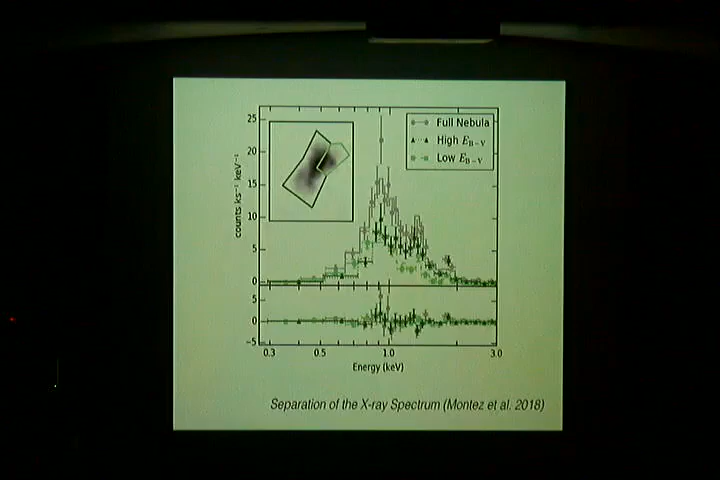 25
20
15
10
5
0
counts ks⁻¹ keV⁻¹
Full Nebula
High E_B−V
Low E_B−V
5
0
−5
0.3 0.5 1.0 3.0
Energy (keV)
Separation of the X-ray Spectrum (Montez et al. 2018)